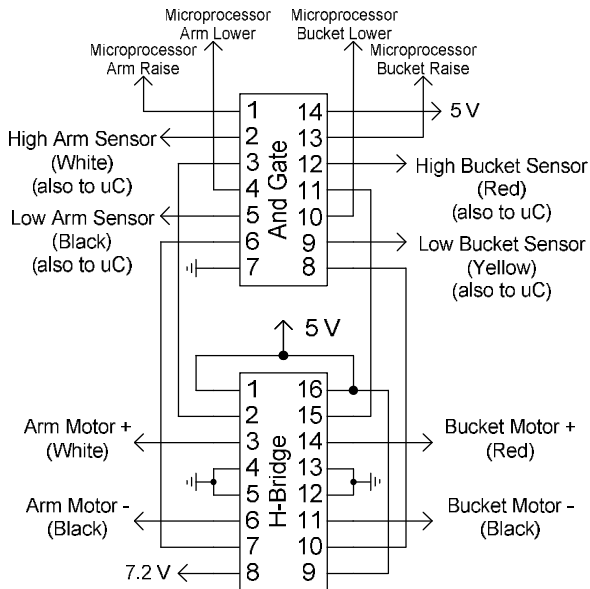 Microprocessor
Arm Lower
Microprocessor
Bucket Lower
Microprocessor
Arm Raise
Microprocessor
Bucket Raise
High Arm Sensor
(White)
(also to uC)
Low Arm Sensor
(Black)
(also to uC)
1
2
3
4
5
6
7
And Gate
14
13
12
11
10
9
8
5 V
High Bucket Sensor
(Red)
(also to uC)
Low Bucket Sensor
(Yellow)
(also to uC)
5 V
Arm Motor +
(White)
Arm Motor -
(Black)
7.2 V
1
2
3
4
5
6
7
8
H-Bridge
16
15
14
13
12
11
10
9
Bucket Motor +
(Red)
Bucket Motor -
(Black)